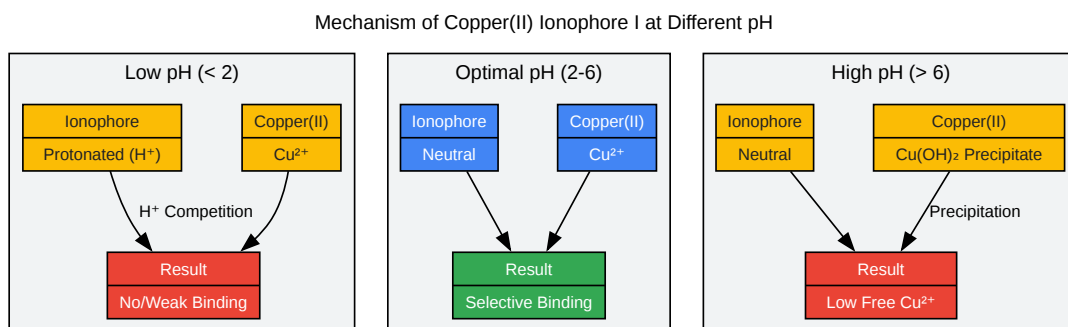 Mechanism of Copper(II) Ionophore I at Different pH
Low pH (< 2)
Ionophore
Protonated (H⁺)
Copper(II)
Cu²⁺
H⁺ Competition
Result
No/Weak Binding
Optimal pH (2-6)
Ionophore
Neutral
Copper(II)
Cu²⁺
Result
Selective Binding
High pH (> 6)
Ionophore
Neutral
Copper(II)
Cu(OH)₂ Precipitate
Precipitation
Result
Low Free Cu²⁺